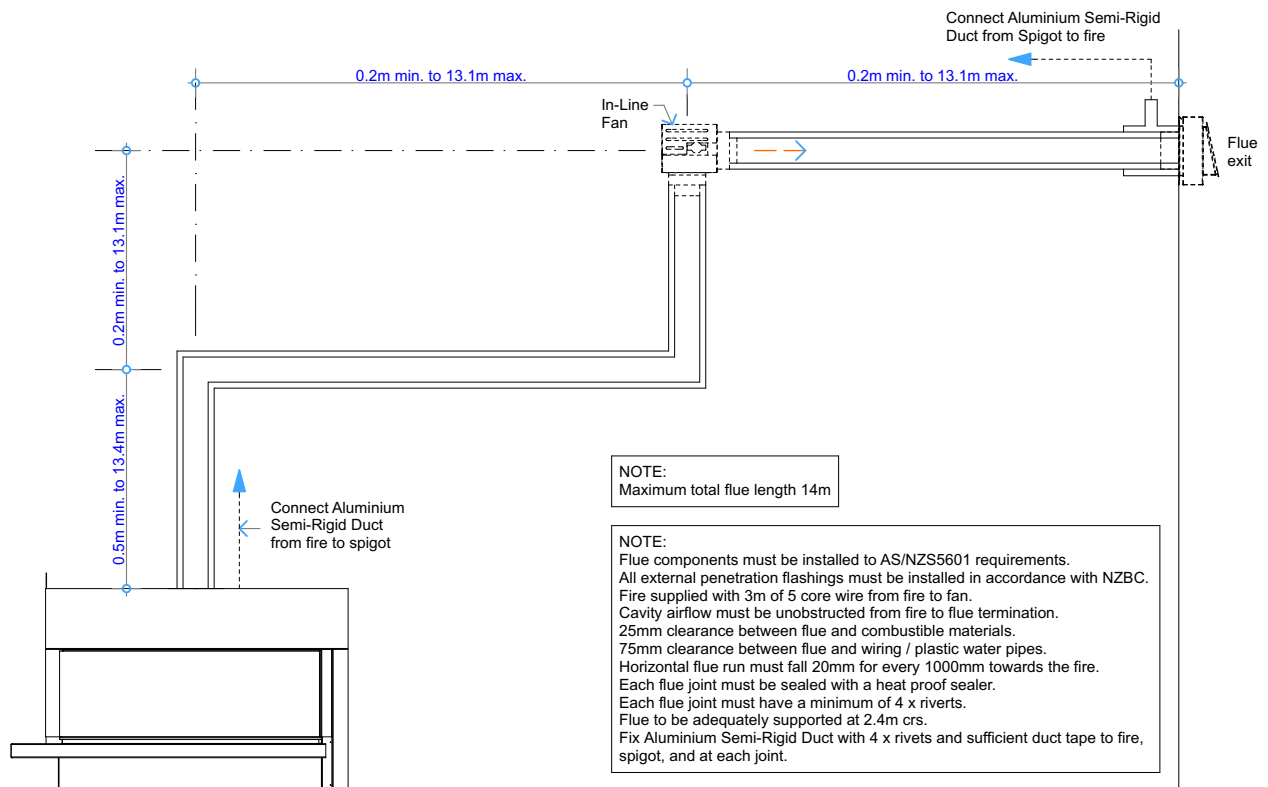 Connect Aluminium Semi-Rigid
Duct from Spigot to fire
0.2m min. to 13.1m max.
0.2m min. to 13.1m max.
In-Line
Fan
Flue
exit
0.2m min. to 13.1m max.
0.5m min. to 13.4m max.
Connect Aluminium
Semi-Rigid Duct
from fire to spigot
NOTE:
Maximum total flue length 14m
NOTE:
Flue components must be installed to AS/NZS5601 requirements.
All external penetration flashings must be installed in accordance with NZBC.
Fire supplied with 3m of 5 core wire from fire to fan.
Cavity airflow must be unobstructed from fire to flue termination.
25mm clearance between flue and combustible materials.
75mm clearance between flue and wiring / plastic water pipes.
Horizontal flue run must fall 20mm for every 1000mm towards the fire.
Each flue joint must be sealed with a heat proof sealer.
Each flue joint must have a minimum of 4 x riverts.
Flue to be adequately supported at 2.4m crs.
Fix Aluminium Semi-Rigid Duct with 4 x rivets and sufficient duct tape to fire,
spigot, and at each joint.